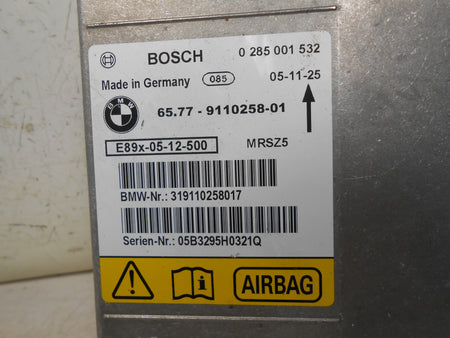 BOSCH 0 285 001 532
Made in Germany 085 05-11-25
BMW 65.77 - 9110258-01
E89x-05-12-500 MRSZ5
BMW-Nr.: 319110258017
Serien-Nr.: 05B3295H0321Q
AIRBAG